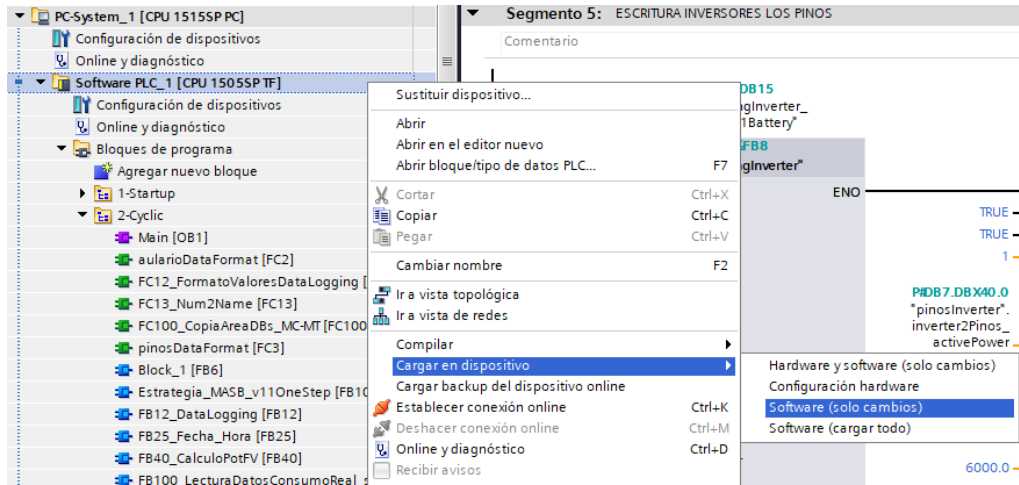 PC-System_1 [CPU 1515SP PC]
Configuración de dispositivos
Online y diagnóstico
Software PLC_1 [CPU 1505SP TF]
Configuración de dispositivos
Online y diagnóstico
Bloques de programa
Agregar nuevo bloque
1-Startup
2-Cyclic
Main [OB1]
aularioDataFormat [FC2]
FC12_FormatoValoresDataLogging [
FC13_Num2Name [FC13]
FC100_CopiaAreaDBs_MC-MT [FC100
pinosDataFormat [FC3]
Block_1 [FB6]
Estrategia_MASB_v11OneStep [FB10
FB12_DataLogging [FB12]
FB25_Fecha_Hora [FB25]
FB40_CalculoPotFV [FB40]
FB100_LecturaDatosConsumoReal_s
Sustituir dispositivo...
Abrir
Abrir en el editor nuevo
Abrir bloque/tipo de datos PLC... F7
Cortar Ctrl+X
Copiar Ctrl+C
Pegar Ctrl+V
Cambiar nombre F2
Ir a vista topológica
Ir a vista de redes
Compilar
Cargar en dispositivo
Cargar backup del dispositivo online
Establecer conexión online Ctrl+K
Deshacer conexión online Ctrl+M
Online y diagnóstico Ctrl+D
Recibir avisos
Hardware y software (solo cambios)
Configuración hardware
Software (solo cambios)
Software (cargar todo)
Segmento 5: ESCRITURA INVERSORES LOS PINOS
Comentario
DB15
gInverter_
1Battery"
FB8
gInverter"
ENO
TRUE
TRUE
1
P#DB7.DBX40.0
"pinosInverter".
inverter2Pinos_
activePower
6000.0